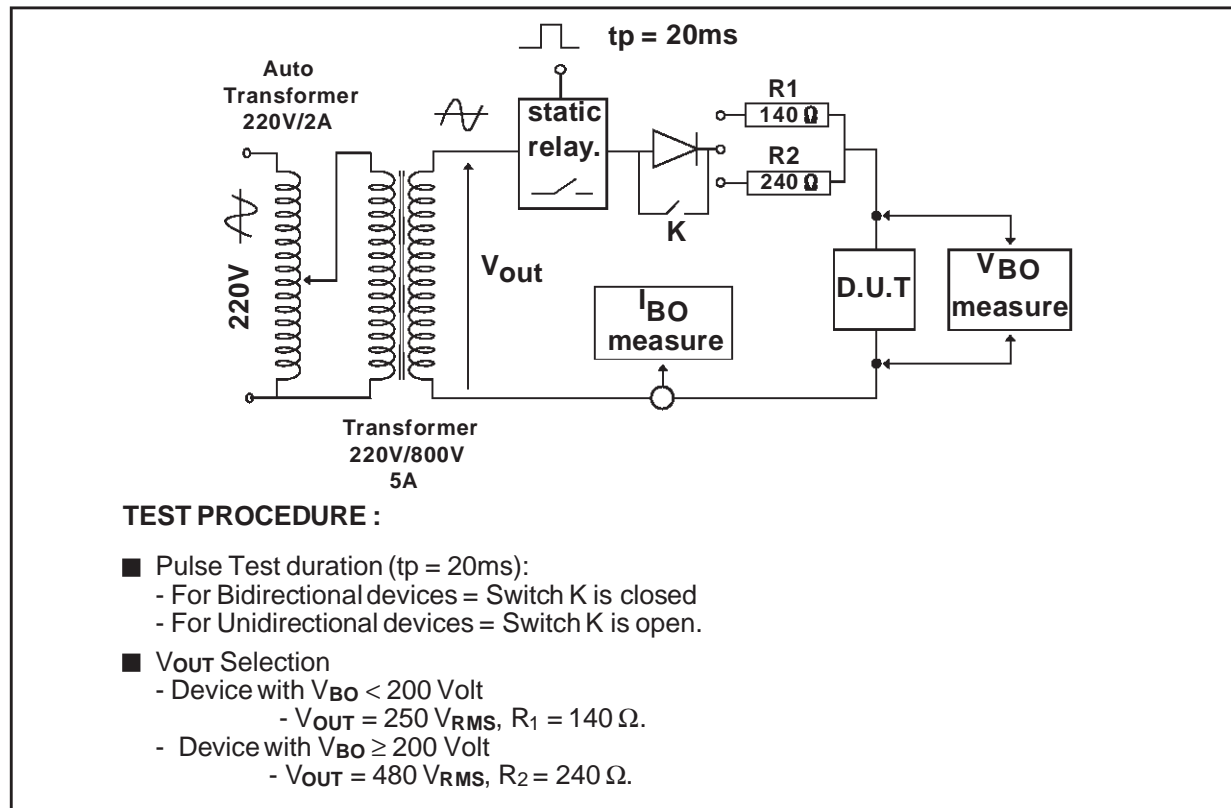 tp = 20ms
Auto
Transformer
220V/2A
static
relay.
R1
140 Ω
R2
240 Ω
K
220V
Vout
IBO
measure
D.U.T
VBO
measure
Transformer
220V/800V
5A
TEST PROCEDURE :
■ Pulse Test duration (tp = 20ms):
- For Bidirectional devices = Switch K is closed
- For Unidirectional devices = Switch K is open.
■ VOUT Selection
- Device with VBO < 200 Volt
- VOUT = 250 VRMS, R1 = 140 Ω.
- Device with VBO ≥ 200 Volt
- VOUT = 480 VRMS, R2 = 240 Ω.